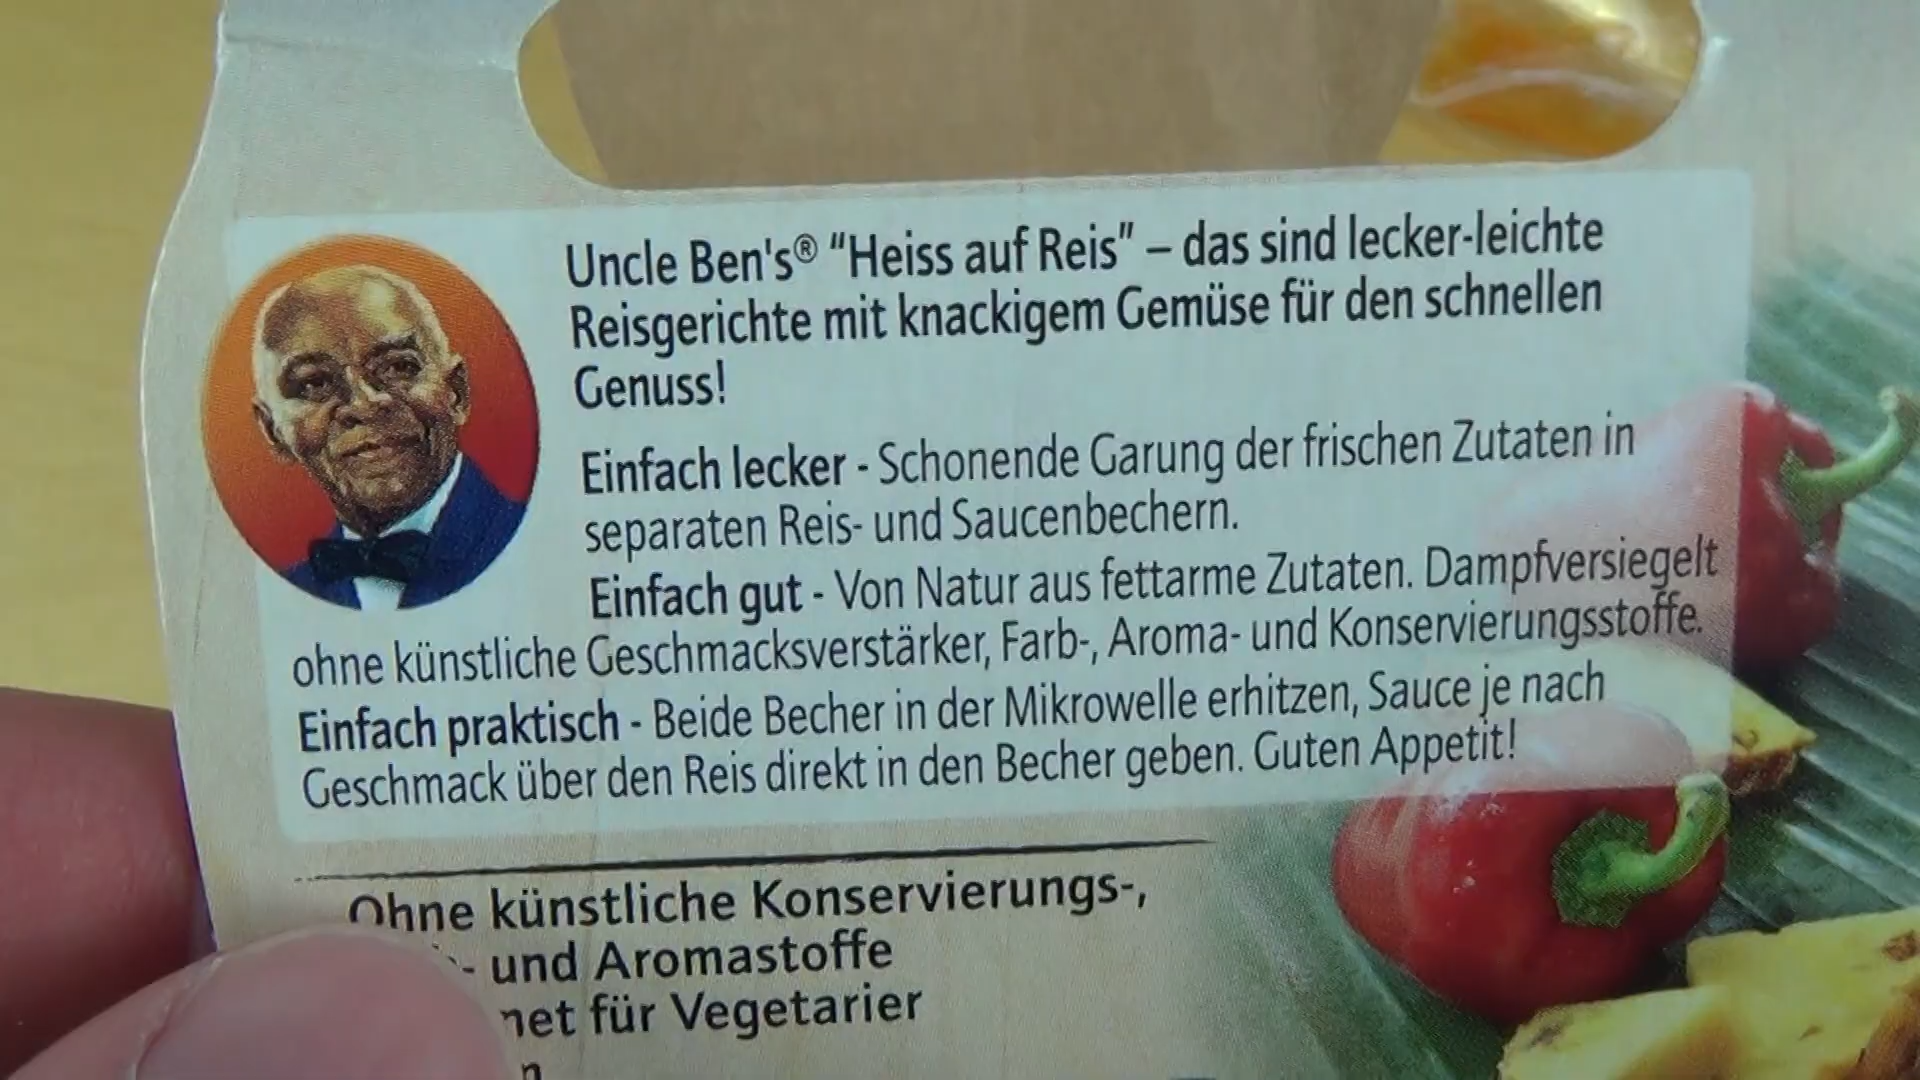 Uncle Ben's® “Heiss auf Reis” – das sind lecker-leichte
Reisgerichte mit knackigem Gemüse für den schnellen
Genuss!
Einfach lecker - Schonende Garung der frischen Zutaten in
separaten Reis- und Saucenbechern.
Einfach gut - Von Natur aus fettarme Zutaten. Dampfversiegelt
ohne künstliche Geschmacksverstärker, Farb-, Aroma- und Konservierungsstoffe.
Einfach praktisch - Beide Becher in der Mikrowelle erhitzen, Sauce je nach
Geschmack über den Reis direkt in den Becher geben. Guten Appetit!
Ohne künstliche Konservierungs-,
und Aromastoffe
für Vegetarier